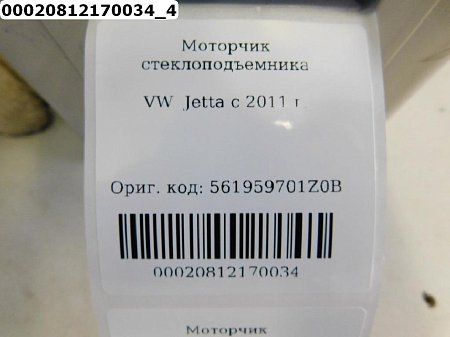 00020812170034_4
Моторчик
стеклоподъемника
VW Jetta с 2011 г.
Ориг. код: 561959701Z0B
00020812170034
Моторчик